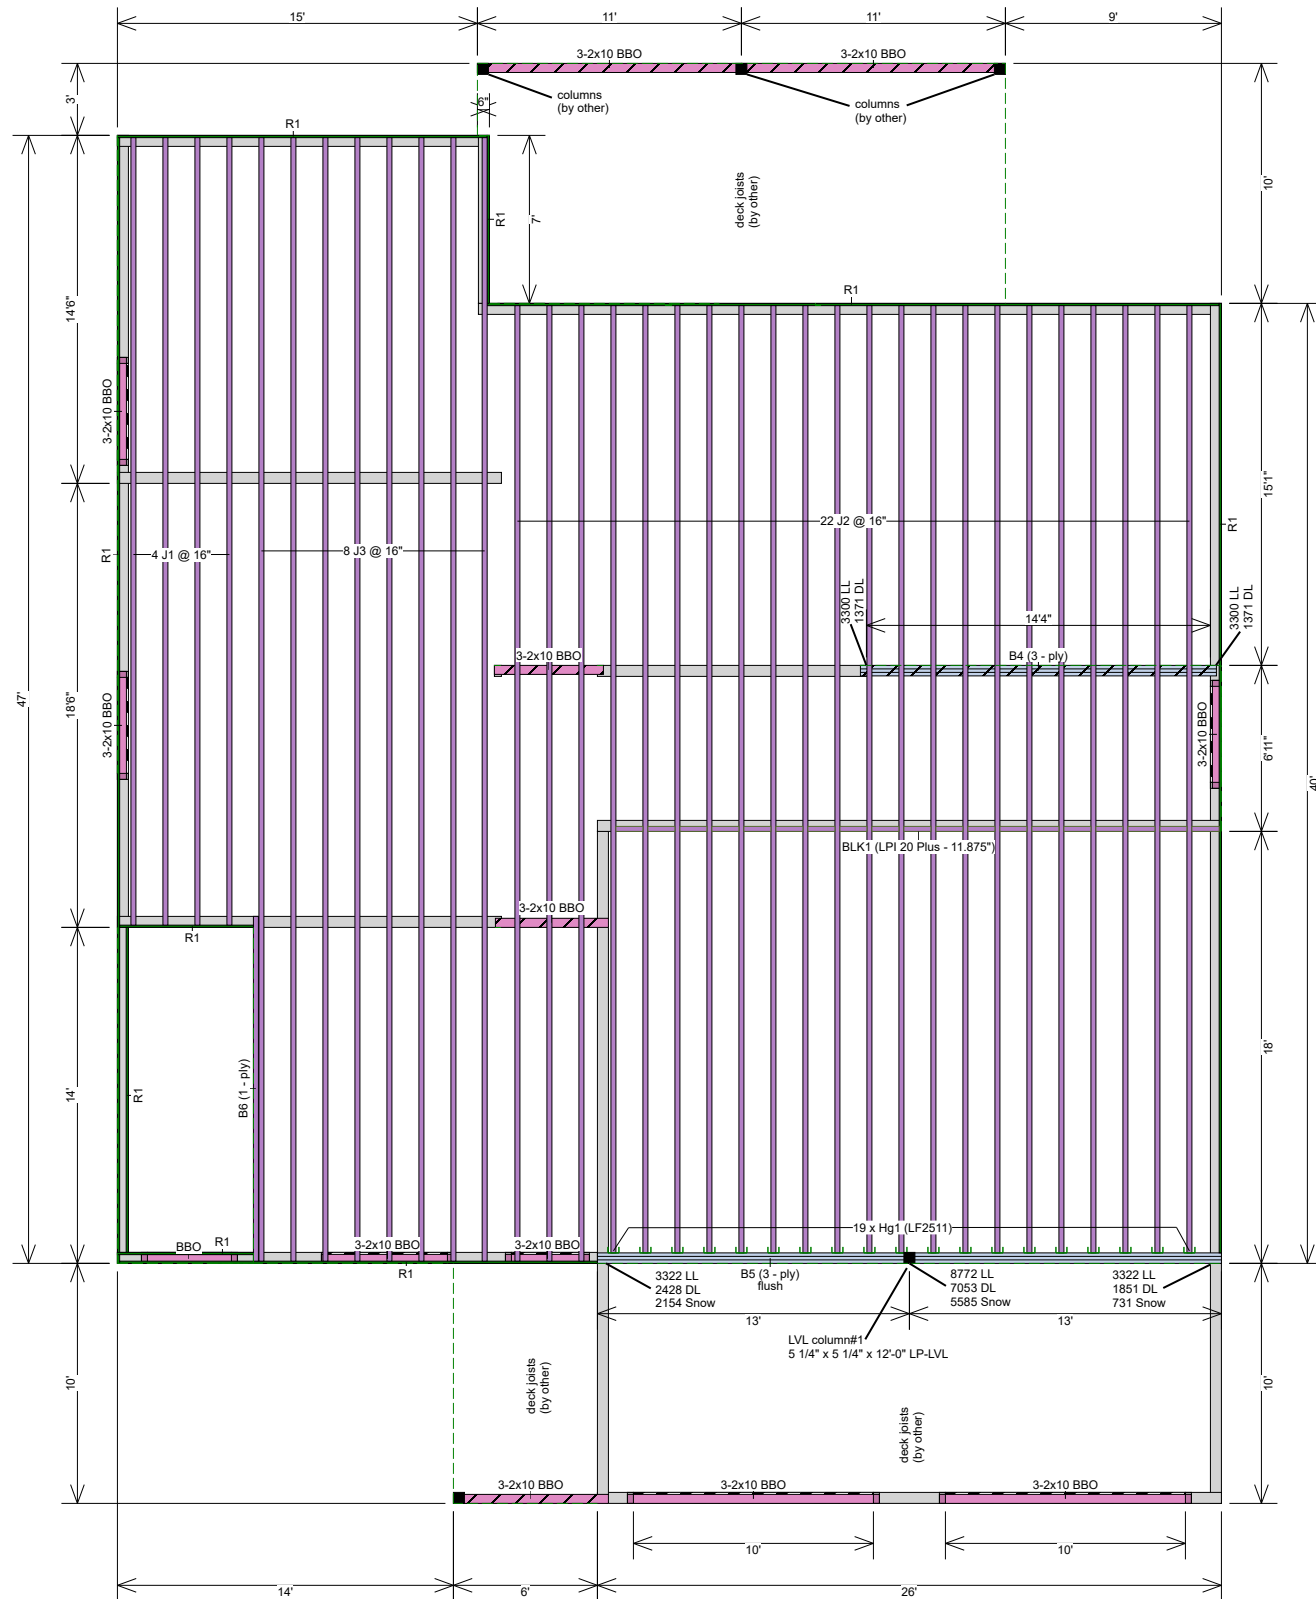 15'
11'
11'
9'
3-2x10 BBO
3-2x10 BBO
3'
6"
columns
(by other)
columns
(by other)
R1
10'
deck joists
(by other)
R1
7'
14'6"
R1
3-2x10 BBO
15'1"
22 J2 @ 16"
R1
R1
4 J1 @ 16"
8 J3 @ 16"
3300 LL
1371 DL
3300 LL
1371 DL
14'4"
3-2x10 BBO
B4 (3 - ply)
47'
18'6"
3-2x10 BBO
3-2x10 BBO
6'11"
40'
BLK1 (LPI 20 Plus - 11.875")
3-2x10 BBO
R1
18'
14'
R1
B6 (1 - ply)
19 x Hg1 (LF2511)
BBO
R1
3-2x10 BBO
3-2x10 BBO
R1
3322 LL
2428 DL
2154 Snow
B5 (3 - ply)
flush
8772 LL
7053 DL
5585 Snow
3322 LL
1851 DL
731 Snow
13'
13'
LVL column#1
5 1/4" x 5 1/4" x 12'-0" LP-LVL
10'
deck joists
(by other)
deck joists
(by other)
10'
3-2x10 BBO
3-2x10 BBO
3-2x10 BBO
10'
10'
14'
6'
26'